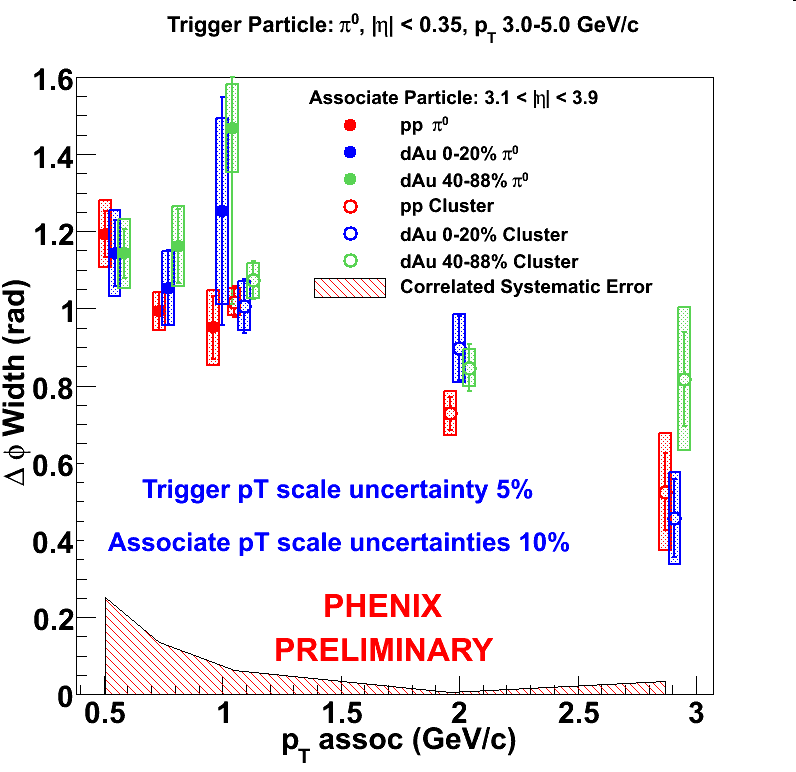 Trigger Particle: π⁰, |η| < 0.35, p_T 3.0-5.0 GeV/c
Associate Particle: 3.1 < |η| < 3.9
pp π⁰
dAu 0-20% π⁰
dAu 40-88% π⁰
pp Cluster
dAu 0-20% Cluster
dAu 40-88% Cluster
Correlated Systematic Error
Δ φ Width (rad)
1.6
1.4
1.2
1
0.8
0.6
0.4
0.2
0
Trigger pT scale uncertainty 5%
Associate pT scale uncertainties 10%
PHENIX
PRELIMINARY
0.5 1 1.5 2 2.5 3
p_T assoc (GeV/c)